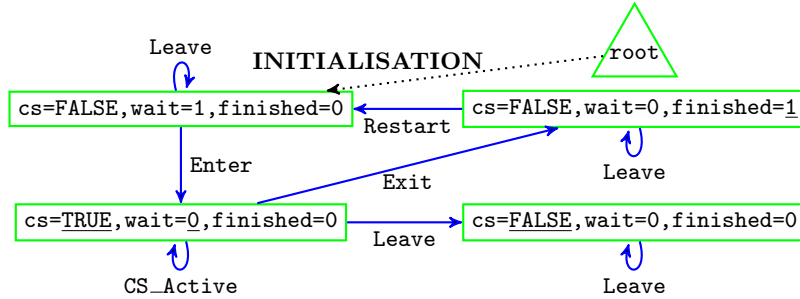 Leave
INITIALISATION
root
cs=FALSE,wait=1,finished=0
cs=FALSE,wait=0,finished=1
Restart
Enter
Leave
Exit
cs=TRUE,wait=0,finished=0
cs=FALSE,wait=0,finished=0
Leave
CS_Active
Leave